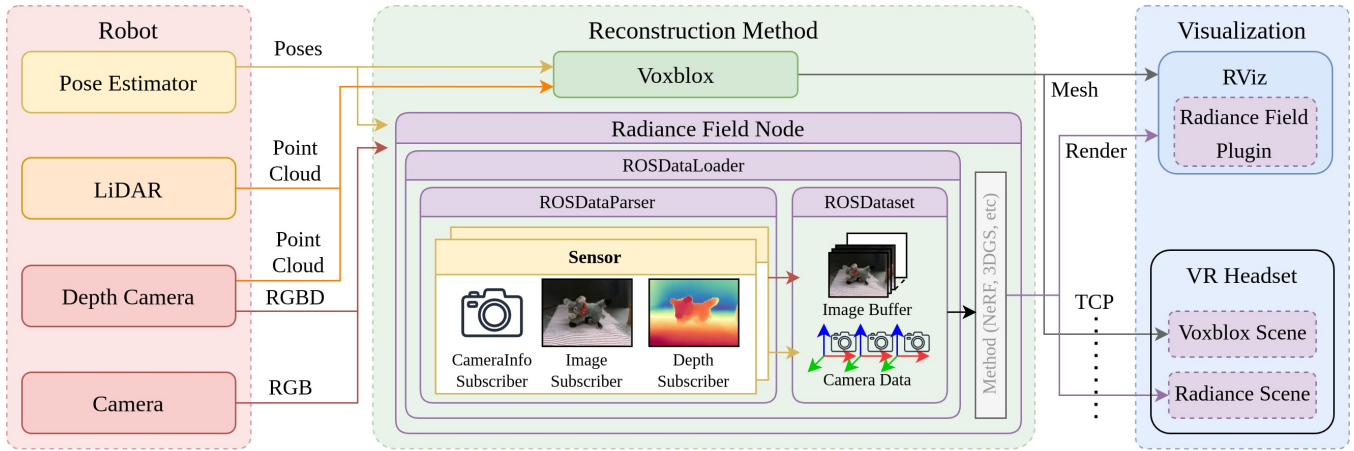 Robot
Pose Estimator
LiDAR
Depth Camera
Camera
Poses
Point
Cloud
Point
Cloud
RGBD
RGB
Reconstruction Method
Voxblox
Radiance Field Node
ROSDataLoader
ROSDataParser
Sensor
CameraInfo
Subscriber
Image
Subscriber
Depth
Subscriber
ROSDataset
Image Buffer
Camera Data
Method (NeRF, 3DGS, etc)
Mesh
Render
TCP
Visualization
RViz
Radiance Field
Plugin
VR Headset
Voxblox Scene
Radiance Scene